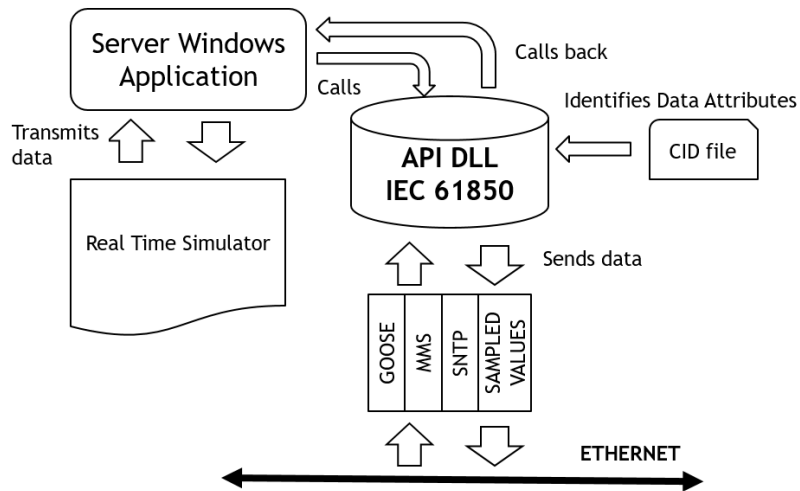 Server Windows
Application
Calls back
Calls
Identifies Data Attributes
Transmits
data
API DLL
IEC 61850
CID file
Real Time Simulator
Sends data
GOOSE
MMS
SNTP
SAMPLED
VALUES
ETHERNET